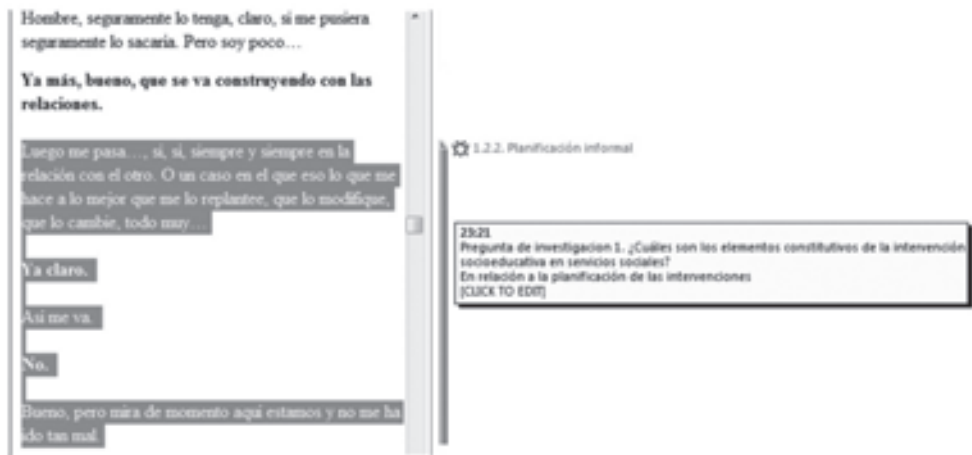 Hombre, seguramente lo tenga, claro, si me pusiera
seguramente lo sacaría. Pero soy poco…
Ya más, bueno, que se va construyendo con las
relaciones.
Luego me pasa…, si, si, siempre y siempre en la
relación con el otro. O un caso en el que eso lo que me
hace a lo mejor que me lo replantee, que lo modifique,
que lo cambie, todo muy…
Ya claro.
Asi me va.
No.
Bueno, pero mira de momento aquí estamos y no me ha
ido tan mal.
1.2.2. Planificación informal
23:21
Pregunta de investigacion 1. ¿Cuáles son los elementos constitutivos de la intervención
socioeducativa en servicios sociales?
En relación a la planificación de las intervenciones
[CLICK TO EDIT]